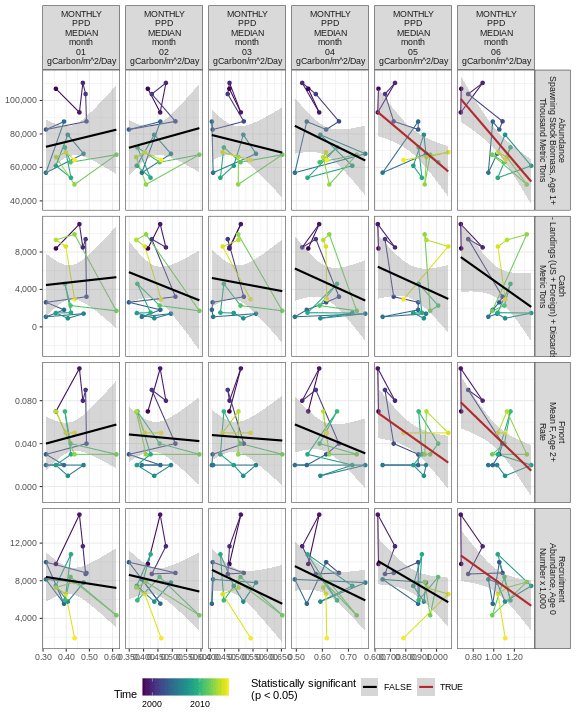 MONTHLY
PPD
MEDIAN
month
01
gCarbon/m^2/Day
MONTHLY
PPD
MEDIAN
month
02
gCarbon/m^2/Day
MONTHLY
PPD
MEDIAN
month
03
gCarbon/m^2/Day
MONTHLY
PPD
MEDIAN
month
04
gCarbon/m^2/Day
MONTHLY
PPD
MEDIAN
month
05
gCarbon/m^2/Day
MONTHLY
PPD
MEDIAN
month
06
gCarbon/m^2/Day
100,000
80,000
60,000
40,000
Abundance
Spawning Stock Biomass, Age 1+
Thousand Metric Tons
8,000
4,000
0
Catch
- Landings (US + Foreign) + Discards
Metric Tons
0.080
0.040
0.000
Fmort
Mean F, Age 2+
Rate
12,000
8,000
4,000
Recruitment
Abundance, Age 0
Number x 1,000
0.30 0.40 0.50 0.60
0.50 0.60 0.70
0.80 1.00 1.20
Time
2000 2010
Statistically significant
(p < 0.05)
FALSE
TRUE